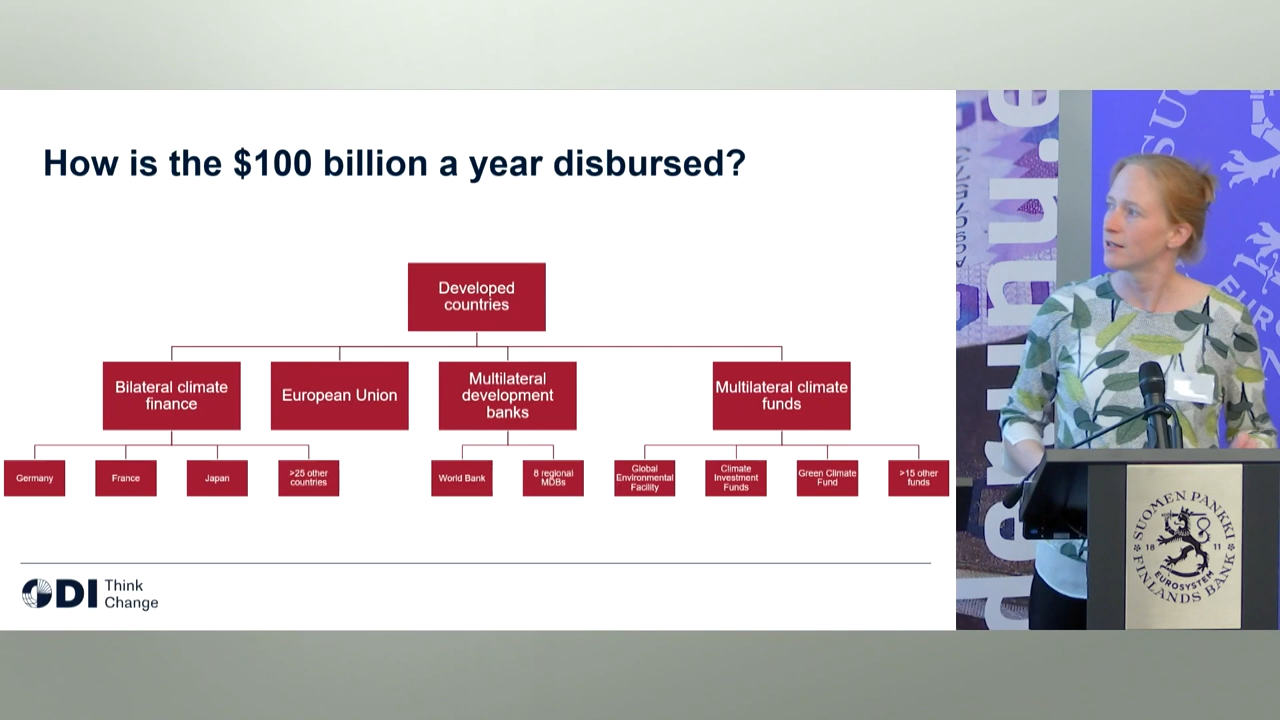 How is the $100 billion a year disbursed?
Developed
countries
Bilateral climate
finance
European Union
Multilateral
development
banks
Multilateral climate
funds
Germany
France
Japan
>25 other
countries
World Bank
8 regional
MDBs
Global
Environmental
Facility
Climate
Investment
Funds
Green Climate
Fund
>15 other
funds
ODI Think
Change
SUOMEN PANKKI
18 11
EUROSYSTEM
FINLANDS BANK